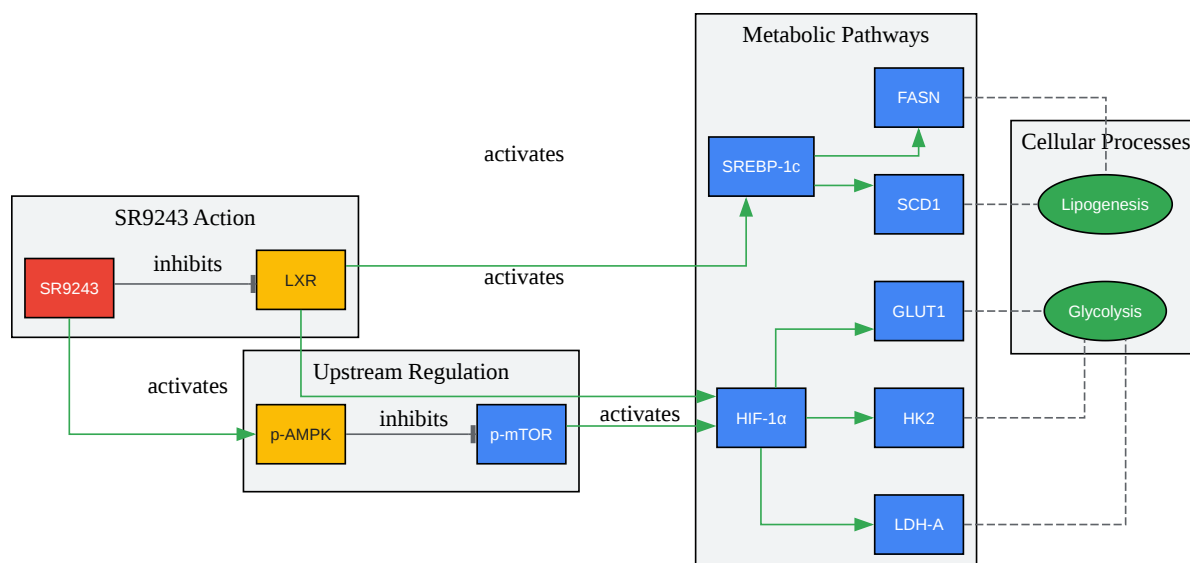 Metabolic Pathways
FASN
Cellular Processes
activates
SREBP-1c
SCD1
Lipogenesis
SR9243 Action
inhibits
SR9243
LXR
activates
GLUT1
Glycolysis
Upstream Regulation
activates
p-AMPK
inhibits
p-mTOR
activates
HIF-1α
HK2
LDH-A